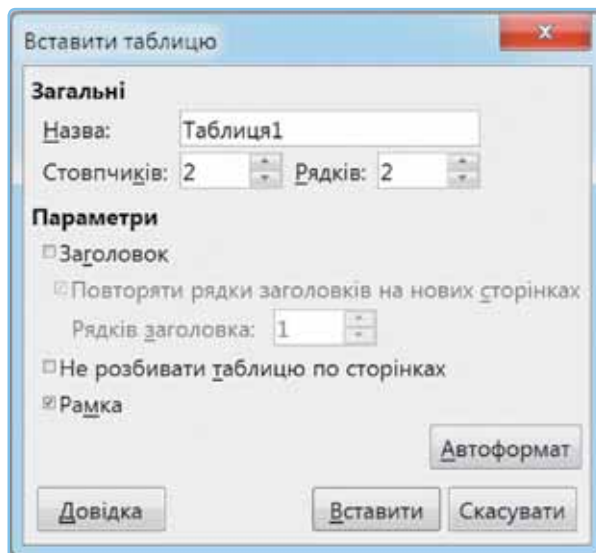 Вставити таблицю
Загальні
Назва: Таблиця1
Стовпчиків: 2 Рядків: 2
Параметри
Заголовок
Повторяти рядки заголовків на нових сторінках
Рядків заголовка: 1
Не розбивати таблицю по сторінках
Рамка
Автоформат
Довідка Вставити Скасувати